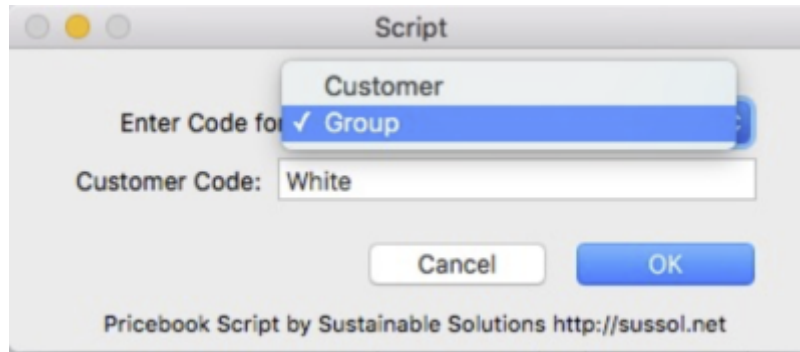 Script
Customer
Enter Code fo ✓ Group
Customer Code: White
Cancel OK
Pricebook Script by Sustainable Solutions http://sussol.net